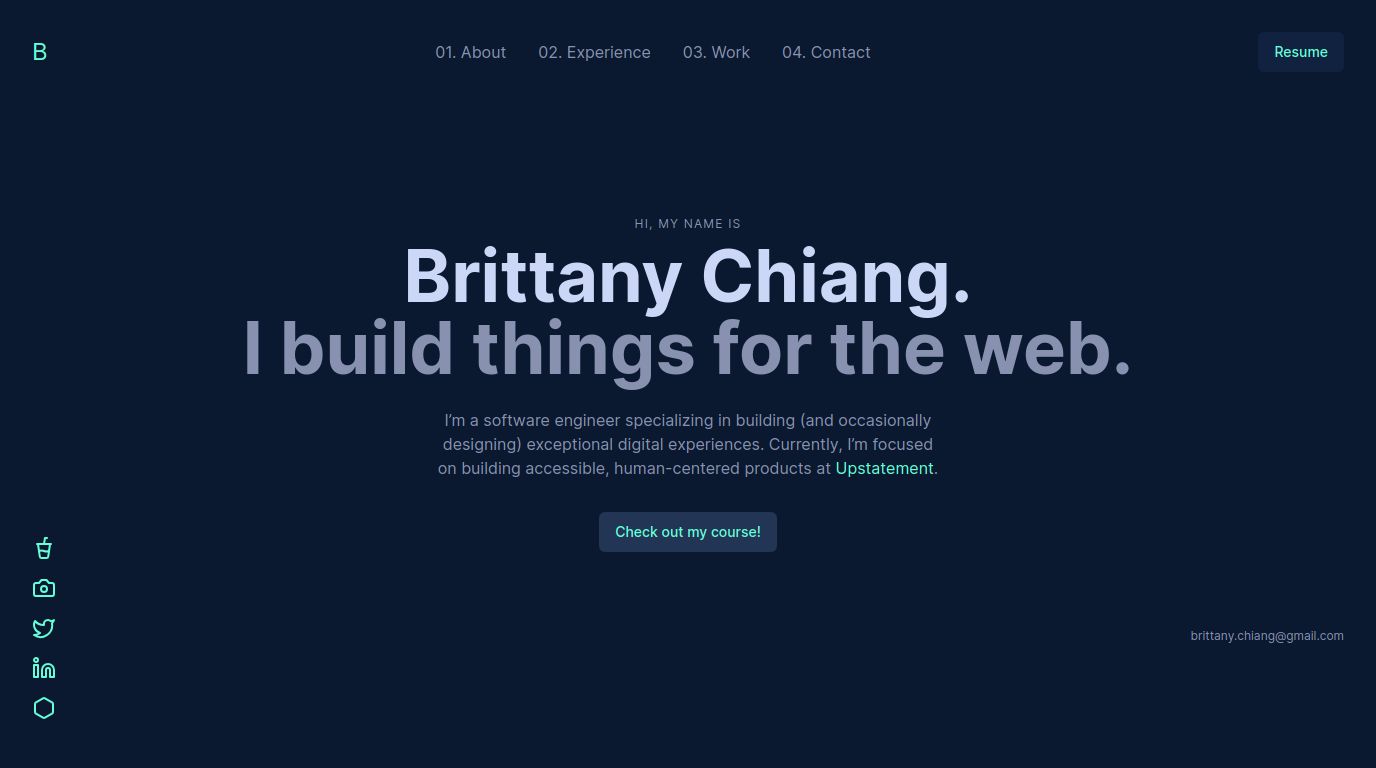 B
01. About
02. Experience
03. Work
04. Contact
Resume
HI, MY NAME IS
Brittany Chiang.
I build things for the web.
I’m a software engineer specializing in building (and occasionally
designing) exceptional digital experiences. Currently, I’m focused
on building accessible, human-centered products at Upstatement.
Check out my course!
brittany.chiang@gmail.com